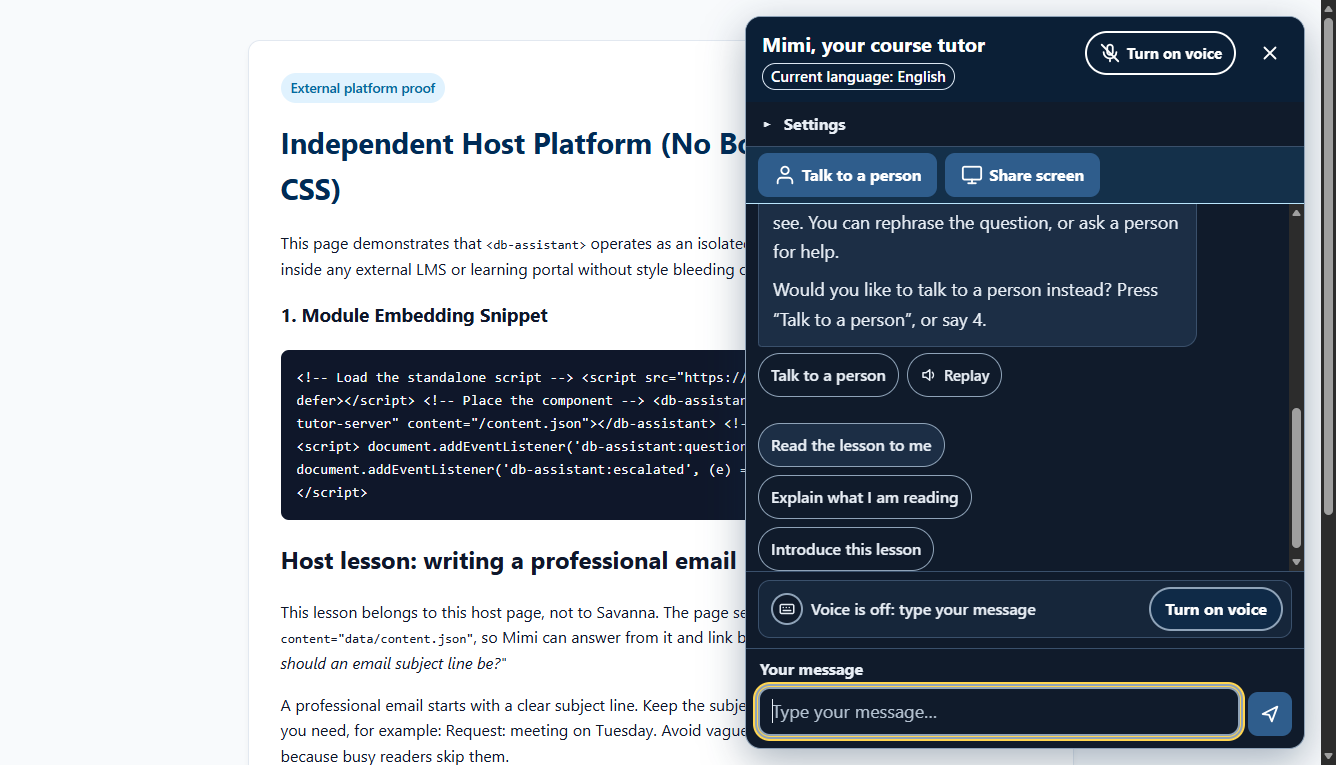 External platform proof
Independent Host Platform (No Bo
CSS)
This page demonstrates that <db-assistant> operates as an isolated
inside any external LMS or learning portal without style bleeding
1. Module Embedding Snippet
<!-- Load the standalone script --> <script src="https://
defer></script> <!-- Place the component --> <db-assistant
tutor-server" content="/content.json"></db-assistant> <!-
<script> document.addEventListener('db-assistant:question
document.addEventListener('db-assistant:escalated', (e) =
</script>
Host lesson: writing a professional email
This lesson belongs to this host page, not to Savanna. The page se
content="data/content.json", so Mimi can answer from it and link b
should an email subject line be?"
A professional email starts with a clear subject line. Keep the subje
you need, for example: Request: meeting on Tuesday. Avoid vague
because busy readers skip them.
Mimi, your course tutor
Current language: English
Turn on voice
Settings
Talk to a person
Share screen
see. You can rephrase the question, or ask a person
for help.
Would you like to talk to a person instead? Press
“Talk to a person”, or say 4.
Talk to a person
Replay
Read the lesson to me
Explain what I am reading
Introduce this lesson
Voice is off: type your message
Turn on voice
Your message
Type your message...